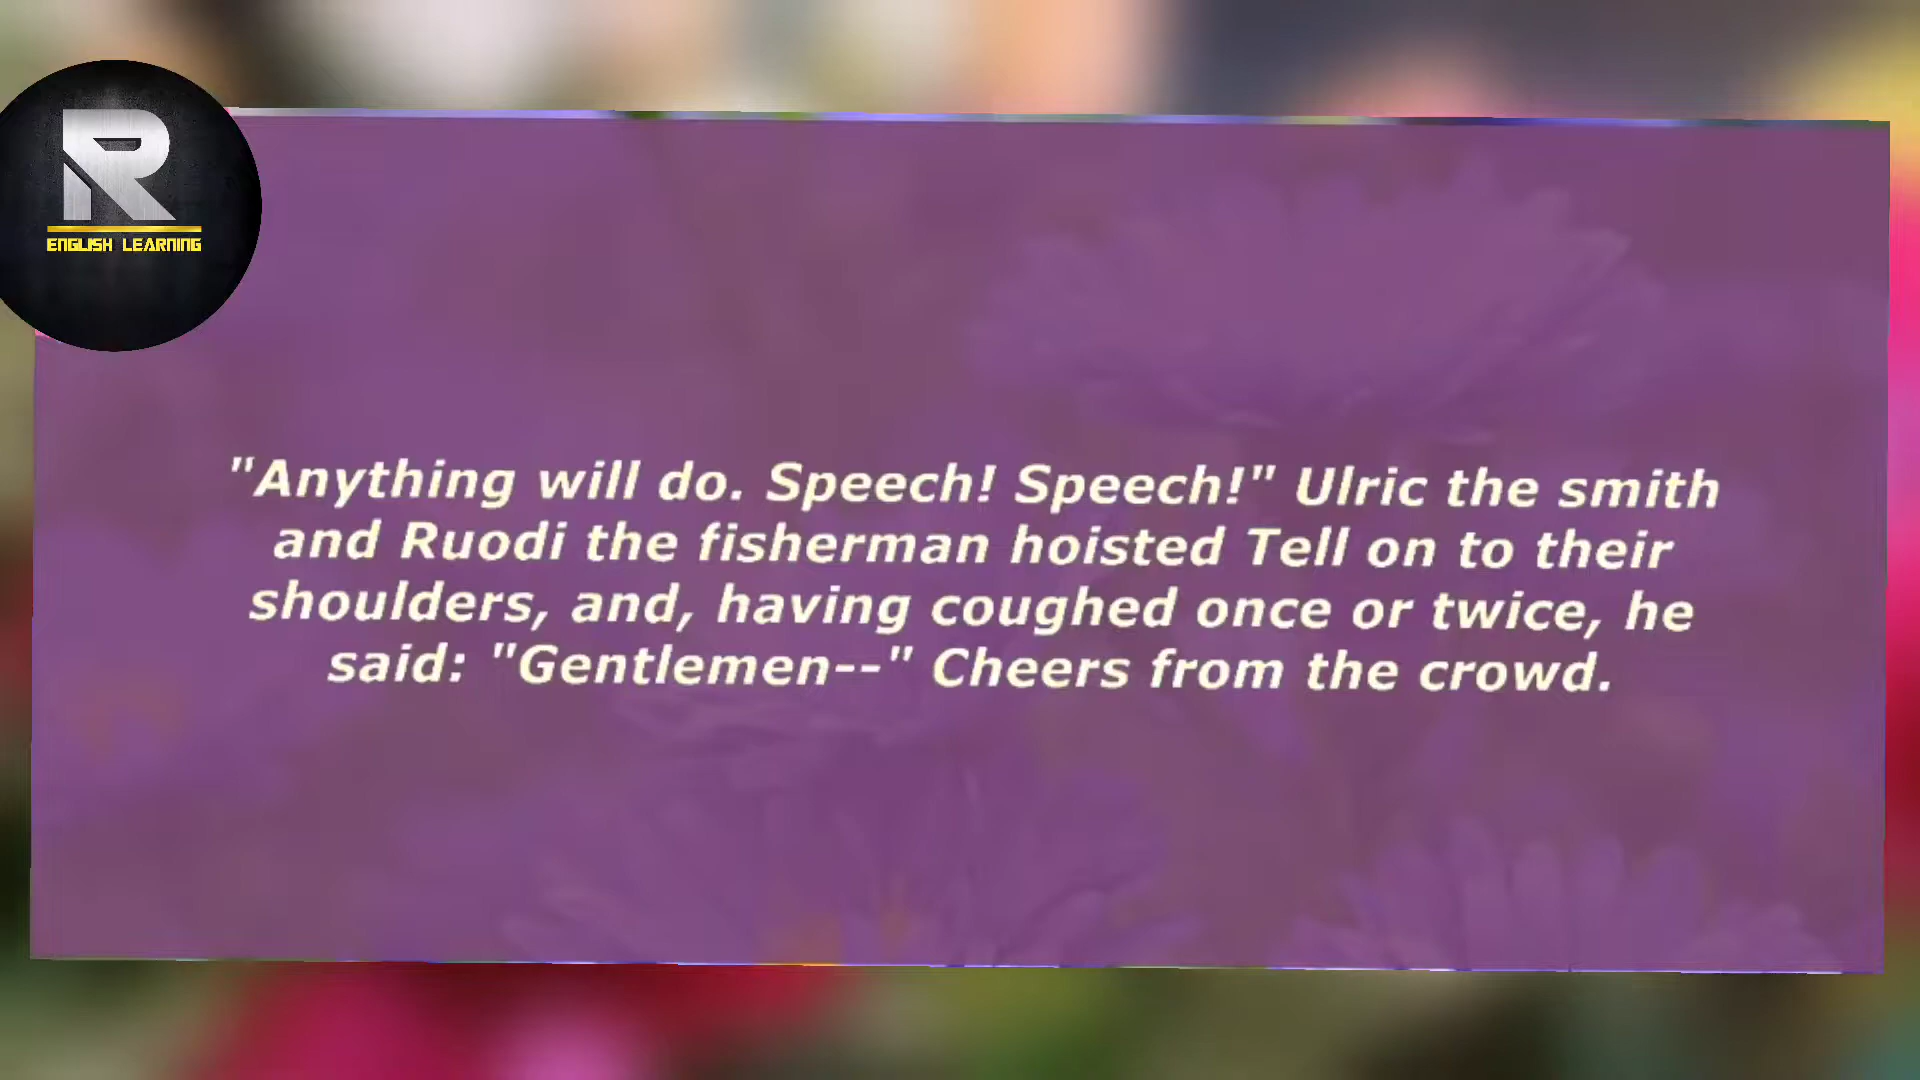 R
ENGLISH LEARNING
"Anything will do. Speech! Speech!" Ulric the smith
and Ruodi the fisherman hoisted Tell on to their
shoulders, and, having coughed once or twice, he
said: "Gentlemen--" Cheers from the crowd.